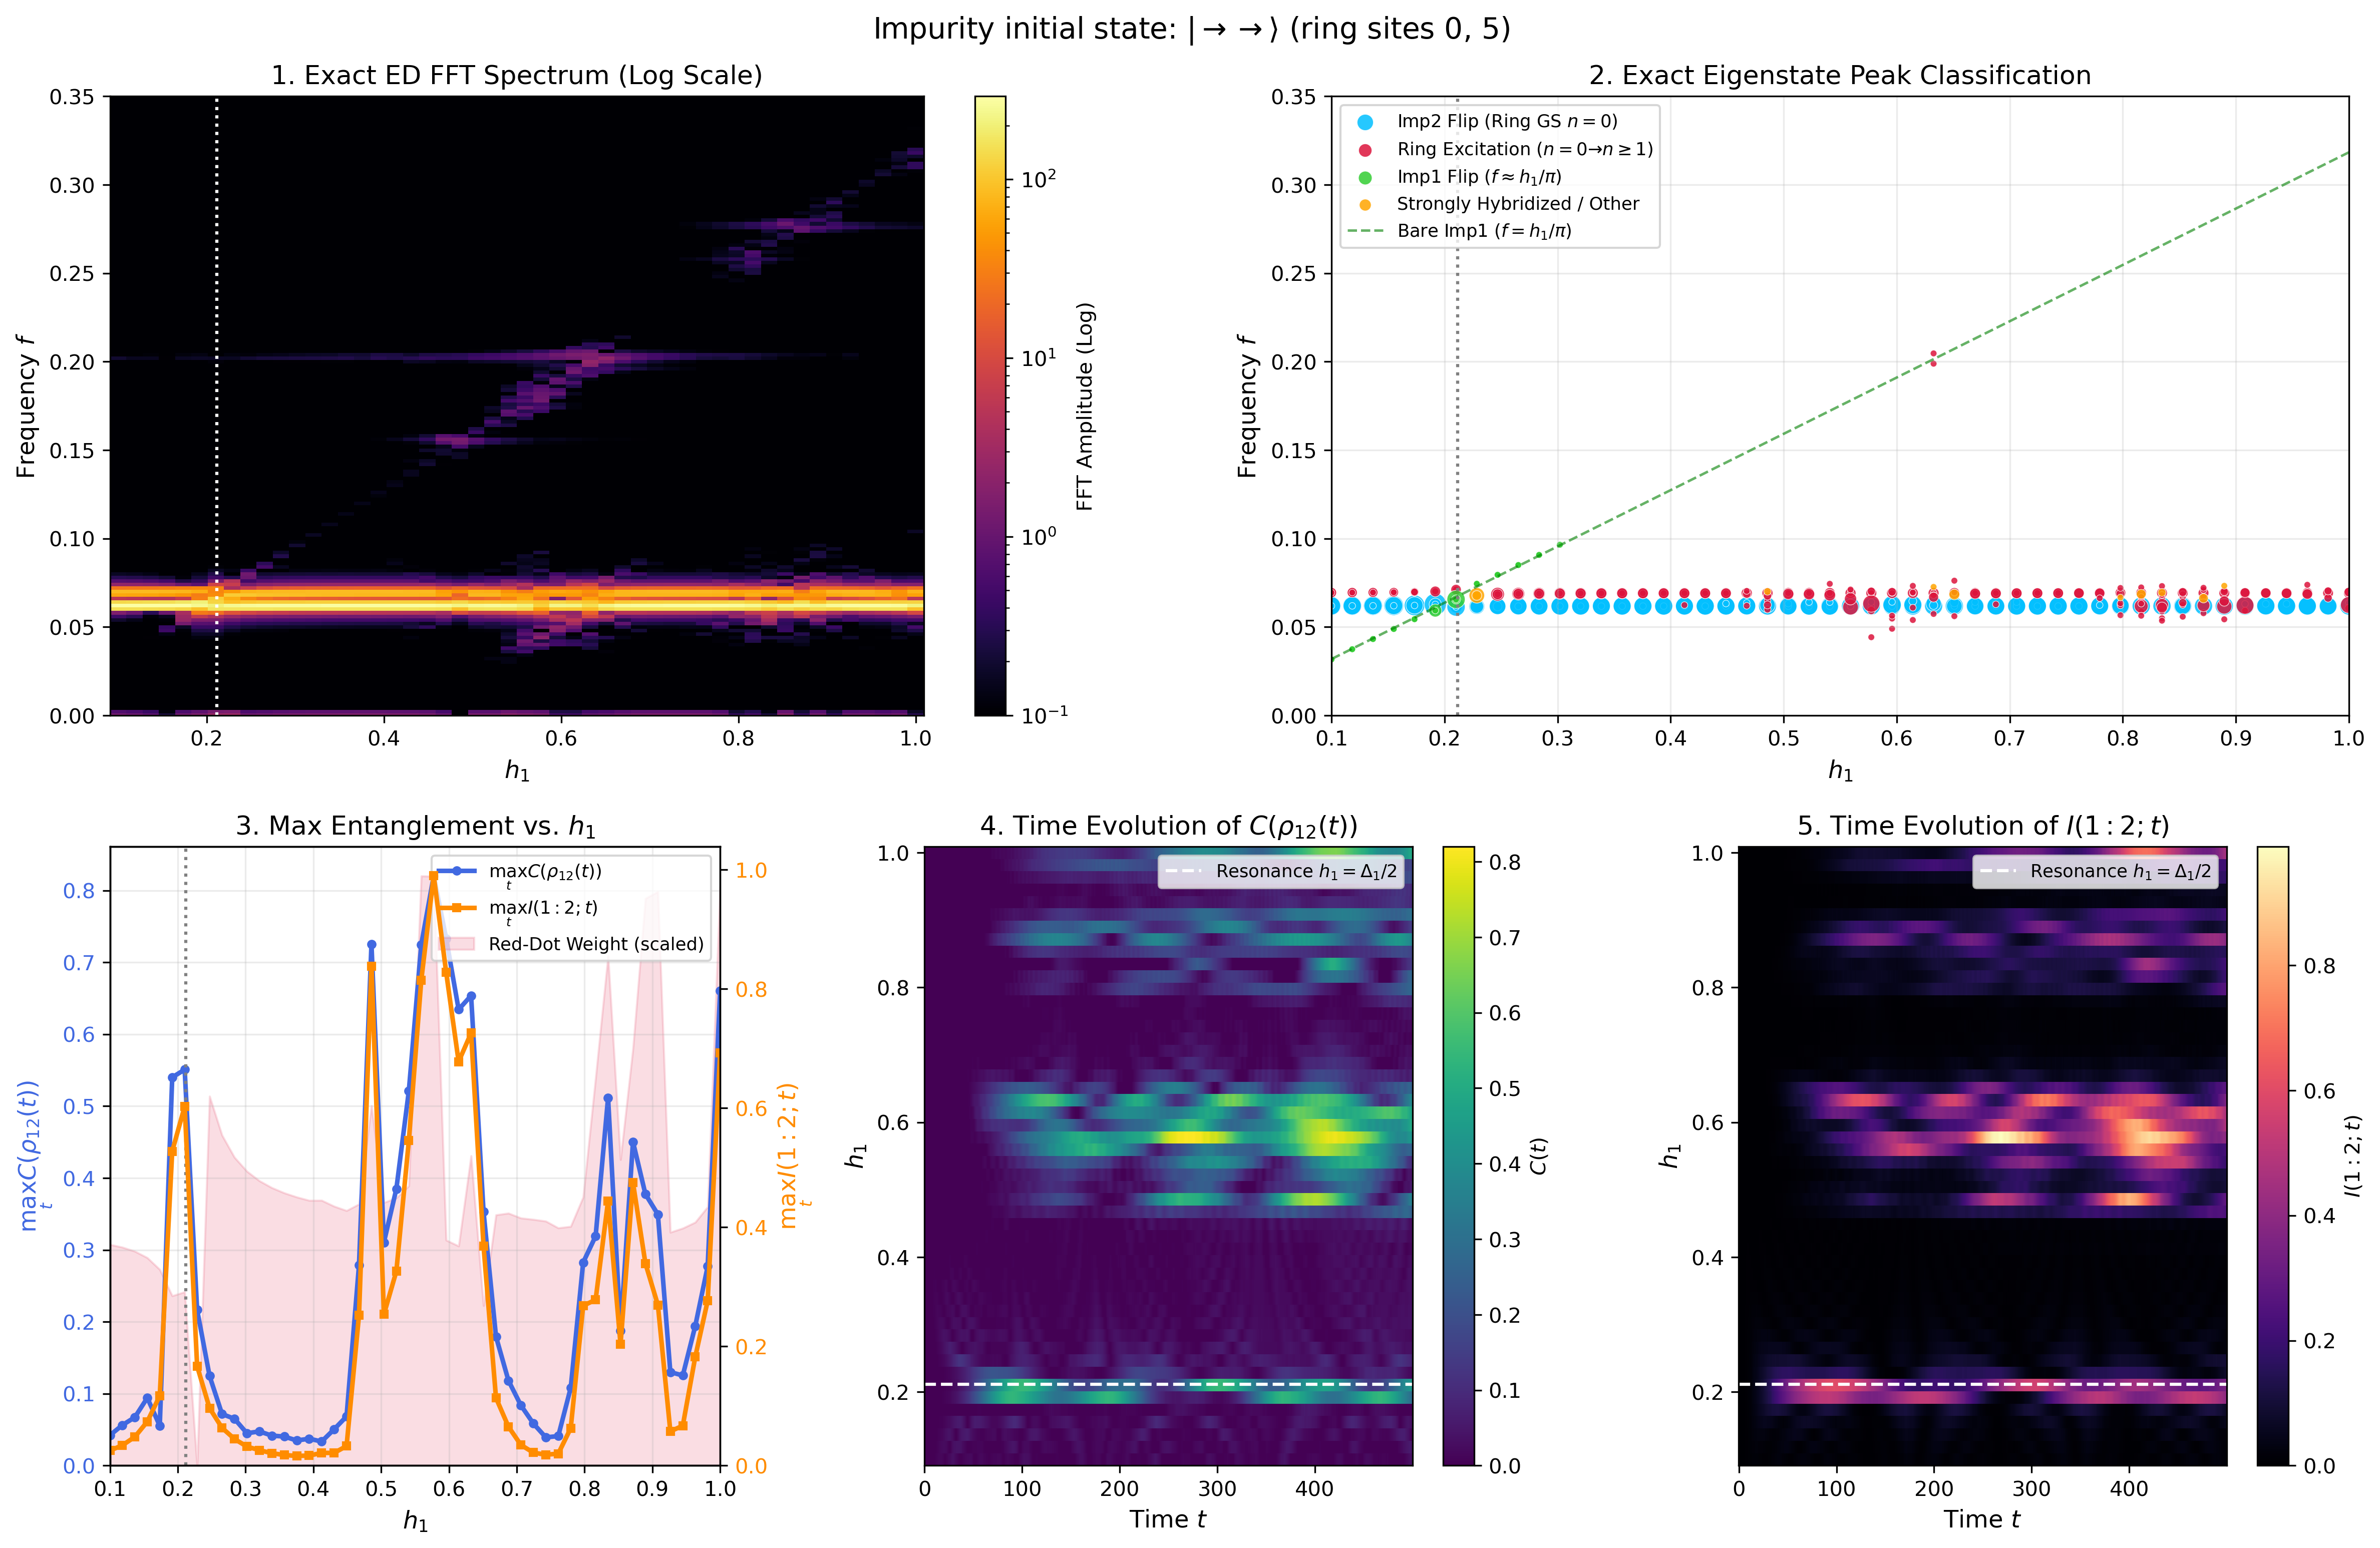 Impurity initial state: |→→⟩ (ring sites 0, 5)
1. Exact ED FFT Spectrum (Log Scale)
0.35
0.30
0.25
0.20
0.15
0.10
0.05
0.00
Frequency f
0.2
0.4
0.6
0.8
1.0
h₁
10²
10¹
10⁰
10⁻¹
FFT Amplitude (Log)
2. Exact Eigenstate Peak Classification
0.35
0.30
0.25
0.20
0.15
0.10
0.05
0.00
Frequency f
Imp2 Flip (Ring GS n = 0)
Ring Excitation (n = 0→n ≥ 1)
Imp1 Flip (f ≈ h₁/π)
Strongly Hybridized / Other
Bare Imp1 (f = h₁/π)
0.1
0.2
0.3
0.4
0.5
0.6
0.7
0.8
0.9
1.0
h₁
3. Max Entanglement vs. h₁
0.8
0.7
0.6
0.5
0.4
0.3
0.2
0.1
0.0
max C(ρ₁₂(t))
t
max C(ρ₁₂(t))
t
max I(1 : 2; t)
t
Red-Dot Weight (scaled)
1.0
0.8
0.6
0.4
0.2
0.0
max I(1 : 2; t)
t
0.1
0.2
0.3
0.4
0.5
0.6
0.7
0.8
0.9
1.0
h₁
4. Time Evolution of C(ρ₁₂(t))
1.0
0.8
0.6
0.4
0.2
h₁
Resonance h₁ = Δ₁/2
0
100
200
300
400
Time t
0.8
0.7
0.6
0.5
0.4
0.3
0.2
0.1
0.0
C(t)
5. Time Evolution of I(1 : 2; t)
1.0
0.8
0.6
0.4
0.2
h₁
Resonance h₁ = Δ₁/2
0
100
200
300
400
Time t
0.8
0.6
0.4
0.2
0.0
I(1 : 2; t)